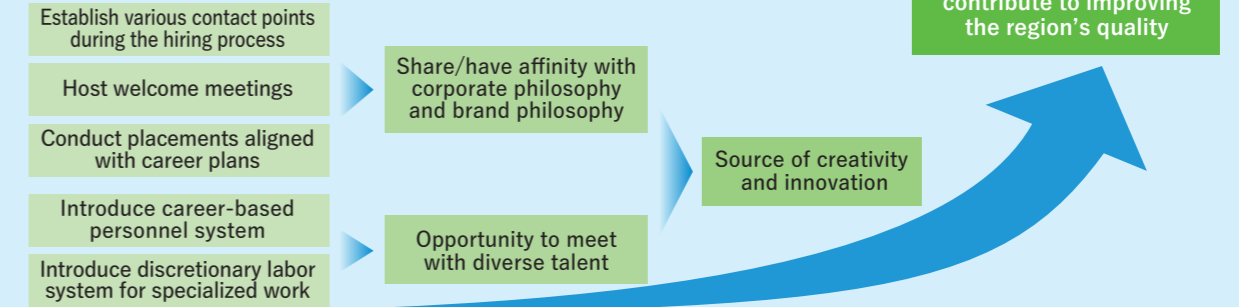 contribute to improving
the region's quality
Establish various contact points
during the hiring process
Host welcome meetings
Conduct placements aligned
with career plans
Introduce career-based
personnel system
Introduce discretionary labor
system for specialized work
Share/have affinity with
corporate philosophy
and brand philosophy
Opportunity to meet
with diverse talent
Source of creativity
and innovation